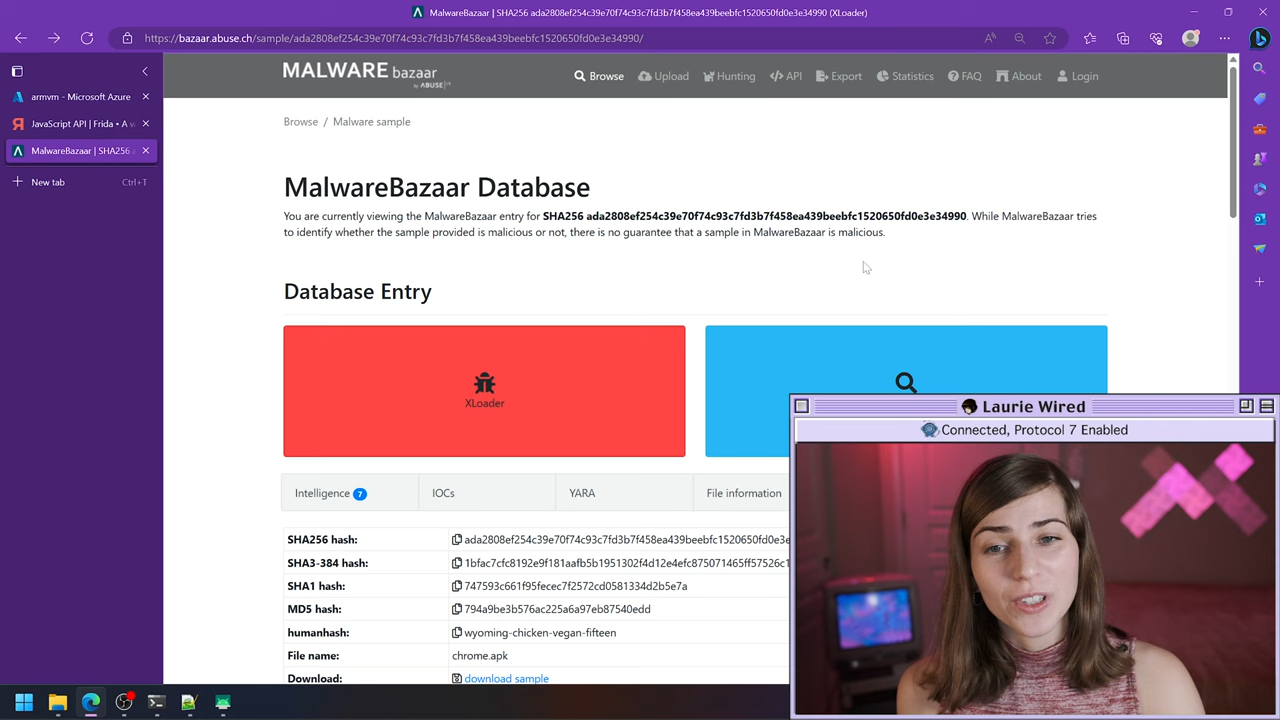 MalwareBazaar | SHA256 ada2808ef254c39e70f74c93c7fd3b7f458ea439beebfc1520650fd0e3e34990 (XLoader)
https://bazaar.abuse.ch/sample/ada2808ef254c39e70f74c93c7fd3b7f458ea439beebfc1520650fd0e3e34990/
armvm - Microsoft Azure
JavaScript API | Frida • A
MalwareBazaar | SHA256
New tab Ctrl+T
MALWARE bazaar
by ABUSE|ch
Browse Upload Hunting API Export Statistics FAQ About Login
Browse / Malware sample
MalwareBazaar Database
You are currently viewing the MalwareBazaar entry for SHA256 ada2808ef254c39e70f74c93c7fd3b7f458ea439beebfc1520650fd0e3e34990. While MalwareBazaar tries
to identify whether the sample provided is malicious or not, there is no guarantee that a sample in MalwareBazaar is malicious.
Database Entry
XLoader
Intelligence 7 IOCs YARA File information
SHA256 hash: ada2808ef254c39e70f74c93c7fd3b7f458ea439beebfc1520650fd0e3e
SHA3-384 hash: 1bfac7cfc8192e9f181aafb5b1951302f4d12e4efc875071465ff57526c1
SHA1 hash: 747593c661f95fecec7f2572cd0581334d2b5e7a
MD5 hash: 794a9be3b576ac225a6a97eb87540edd
humanhash: wyoming-chicken-vegan-fifteen
File name: chrome.apk
Download: download sample
Laurie Wired
Connected, Protocol 7 Enabled